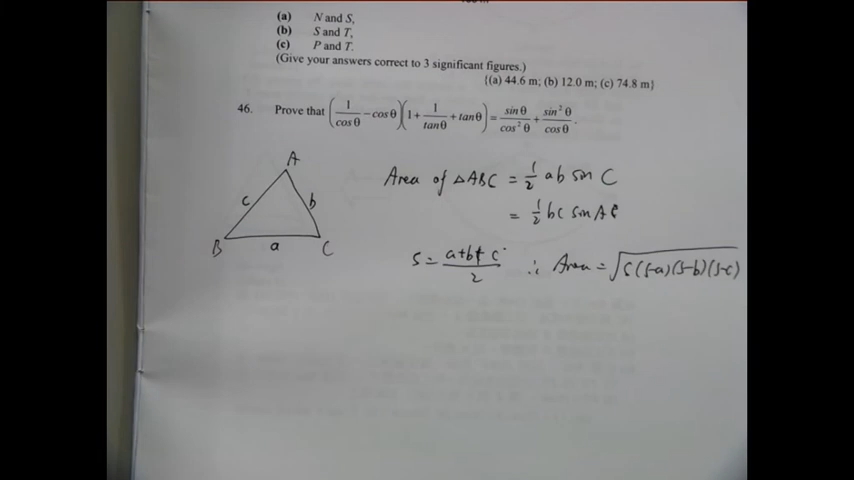 (a) N and S,
(b) S and T,
(c) P and T.
(Give your answers correct to 3 significant figures.)
{(a) 44.6 m; (b) 12.0 m; (c) 74.8 m}
46. Prove that (1/cosθ − cosθ)(1 + 1/tanθ + tanθ) = sinθ/cos²θ + sin²θ/cosθ.
A
c b
B a C
Area of △ABC = 1/2 ab sin C
= 1/2 bc sin A
s = (a+b+c)/2 ∴ Area = √s(s-a)(s-b)(s-c)